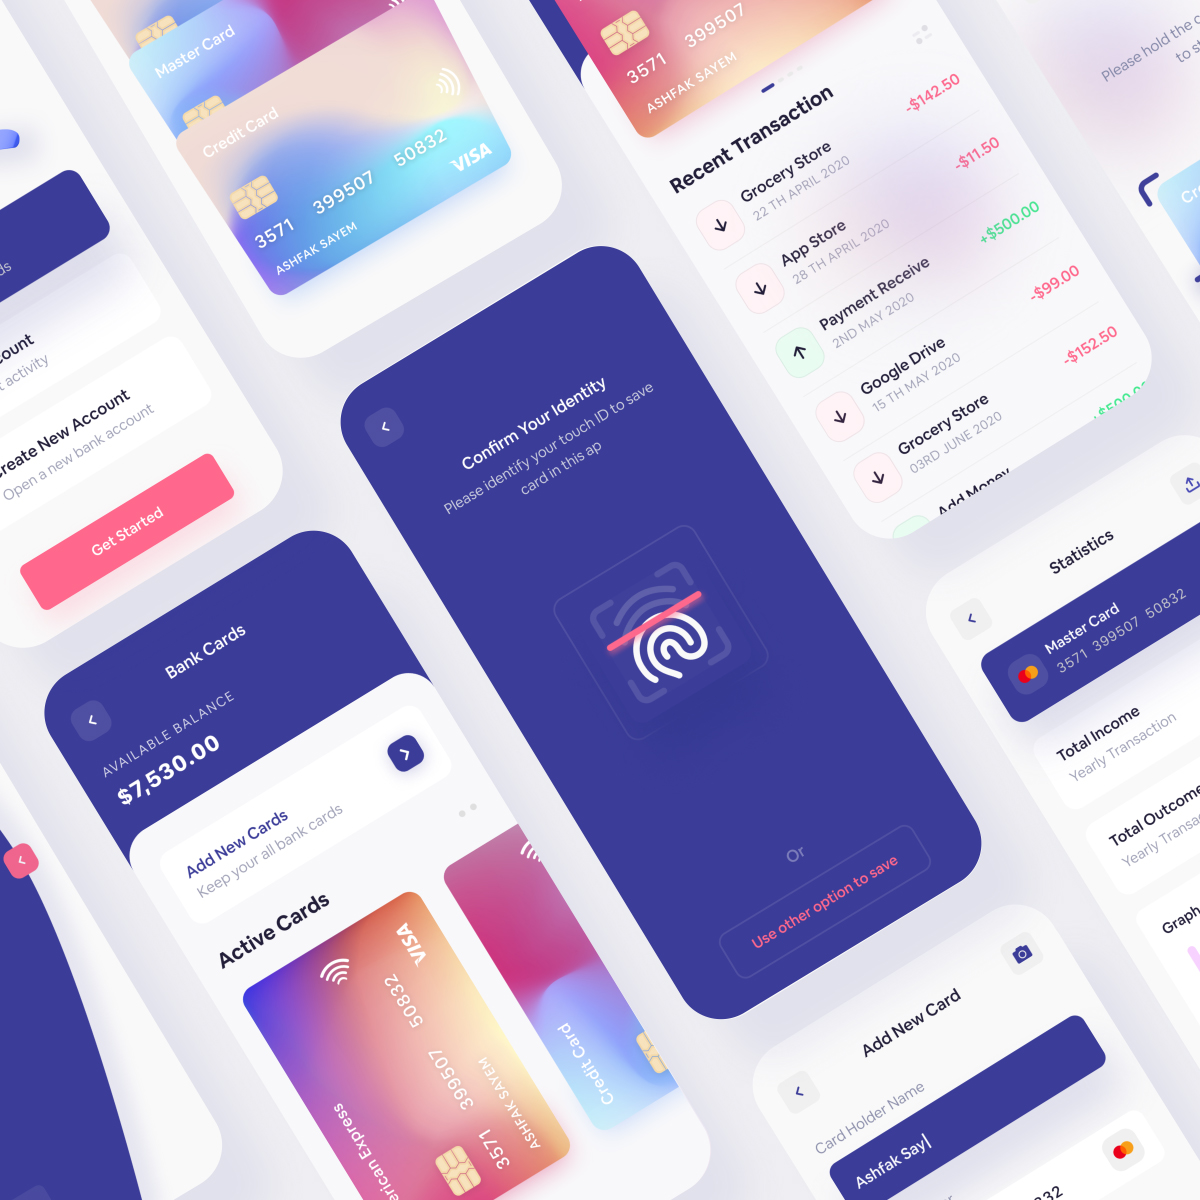 Master Card
Credit Card
3571 399507 50832
ASHFAK SAYEM
VISA
3571 399507
ASHFAK SAYEM
Recent Transaction
Grocery Store
22 TH APRIL 2020
-$142.50
App Store
28 TH APRIL 2020
-$11.50
Payment Receive
2ND MAY 2020
+$500.00
Google Drive
15 TH MAY 2020
-$99.00
Grocery Store
03RD JUNE 2020
-$152.50
Add Money
+$500.00
Please hold the
to s
Cr
ds
ount
t activity
Create New Account
Open a new bank account
Get Started
Confirm Your Identity
Please identify your touch ID to save
card in this ap
Or
Use other option to save
Bank Cards
AVAILABLE BALANCE
$7,530.00
Add New Cards
Keep your all bank cards
Active Cards
VISA
3571 399507 50832
ASHFAK SAYEM
erican Express
Credit Card
Statistics
Master Card
3571 399507 50832
Total Income
Yearly Transaction
Total Outcome
Yearly Transac
Graph
Add New Card
Card Holder Name
Ashfak Say|